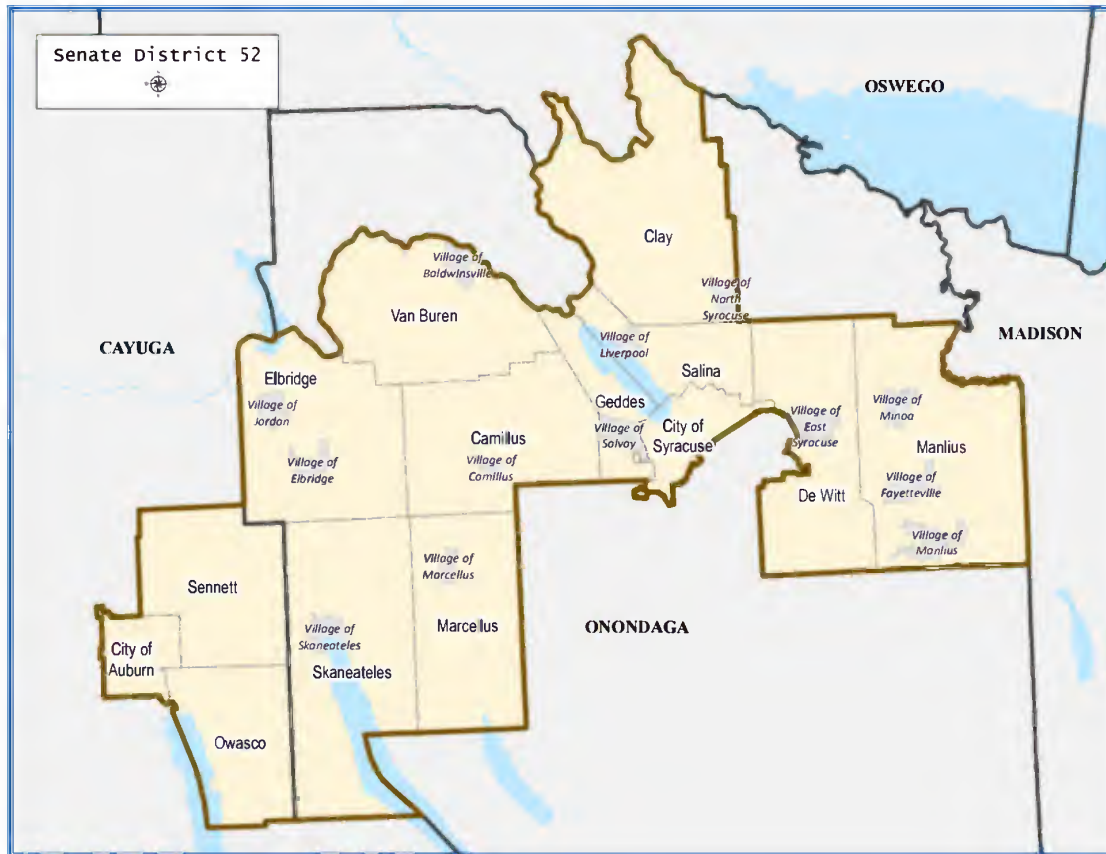 Senate District 52
OSWEGO
Clay
Village of
Baldwinsville
Village of
North
Syracuse
Van Buren
MADISON
CAYUGA
Village of
Liverpool
Salina
Elbridge
Geddes
Village of
Jordan
Village of
Minoa
Village of
East
Syracuse
City of
Syracuse
Village of
Solvay
Camillus
Manlius
Village of
Elbridge
Village of
Camillus
Village of
Fayetteville
De Witt
Village of
Manlius
Village of
Marcellus
Sennett
Village of
Skaneateles
Marcellus
ONONDAGA
City of
Auburn
Skaneateles
Owasco